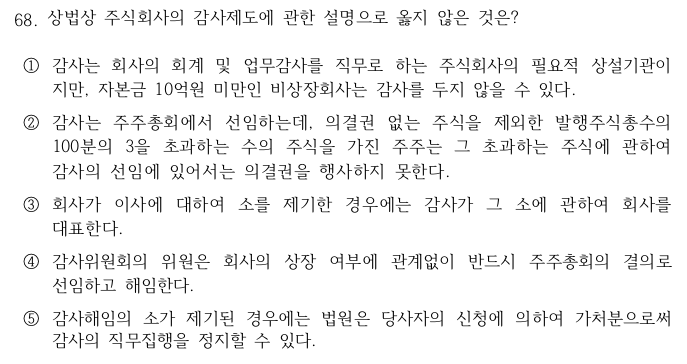 68. 상법상 주식회사의 감사제도에 관한 설명으로 옳지 않은 것은?
① 감사는 회사의 회계 및 업무감사를 직무로 하는 주식회사의 필요적 상설기관이
지만, 자본금 10억원 미만인 비상장회사는 감사를 두지 않을 수 있다.
② 감사는 주주총회에서 선임하는데, 의결권 없는 주식을 제외한 발행주식총수의
100분의 3을 초과하는 수의 주식을 가진 주주는 그 초과하는 주식에 관하여
감사의 선임에 있어서는 의결권을 행사하지 못한다.
③ 회사가 이사에 대하여 소를 제기한 경우에는 감사가 그 소에 관하여 회사를
대표한다.
④ 감사위원회의 위원은 회사의 상장 여부에 관계없이 반드시 주주총회의 결의로
선임하고 해임한다.
⑤ 감사해임의 소가 제기된 경우에는 법원은 당사자의 신청에 의하여 가처분으로써
감사의 직무집행을 정지할 수 있다.